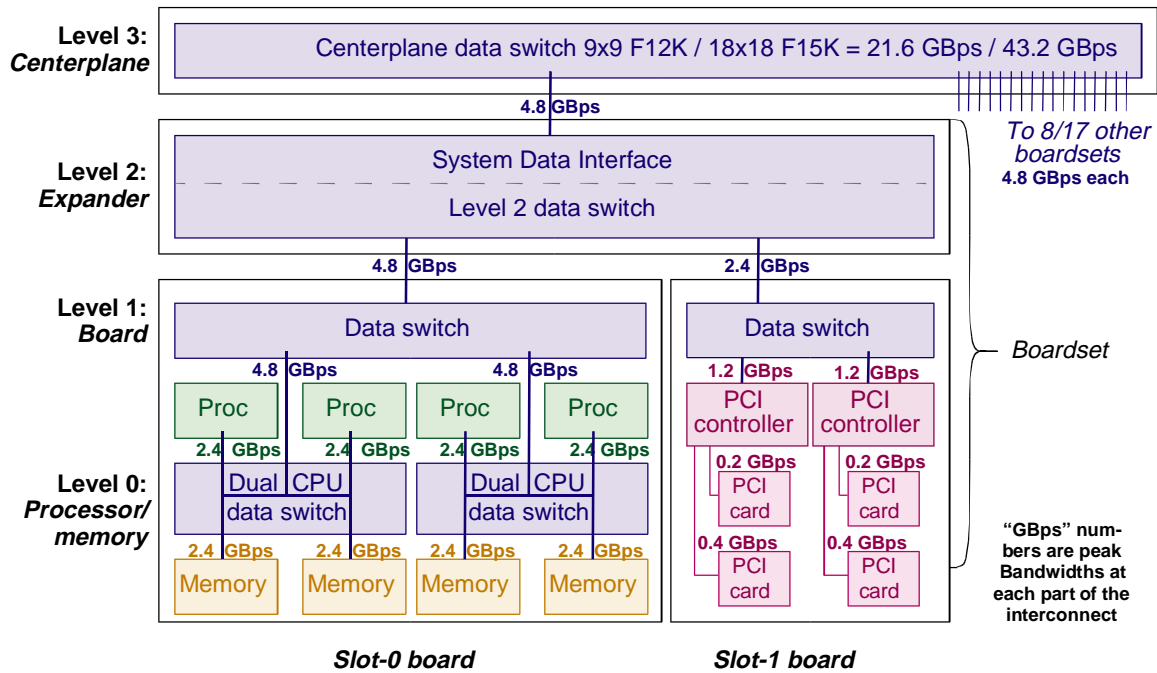 Level 3:
Centerplane
Centerplane data switch 9x9 F12K / 18x18 F15K = 21.6 GBps / 43.2 GBps
4.8 GBps
To 8/17 other
boardsets
4.8 GBps each
Level 2:
Expander
System Data Interface
Level 2 data switch
4.8 GBps
2.4 GBps
Level 1:
Board
Data switch
Data switch
4.8 GBps
4.8 GBps
1.2 GBps
1.2 GBps
Boardset
Proc
Proc
Proc
Proc
PCI
controller
PCI
controller
2.4 GBps
2.4 GBps
2.4 GBps
2.4 GBps
Level 0:
Processor/
memory
Dual CPU
data switch
Dual CPU
data switch
0.2 GBps
PCI
card
0.2 GBps
PCI
card
2.4 GBps
2.4 GBps
2.4 GBps
2.4 GBps
Memory
Memory
Memory
Memory
0.4 GBps
PCI
card
0.4 GBps
PCI
card
“GBps” num-
bers are peak
Bandwidths at
each part of the
interconnect
Slot-0 board
Slot-1 board